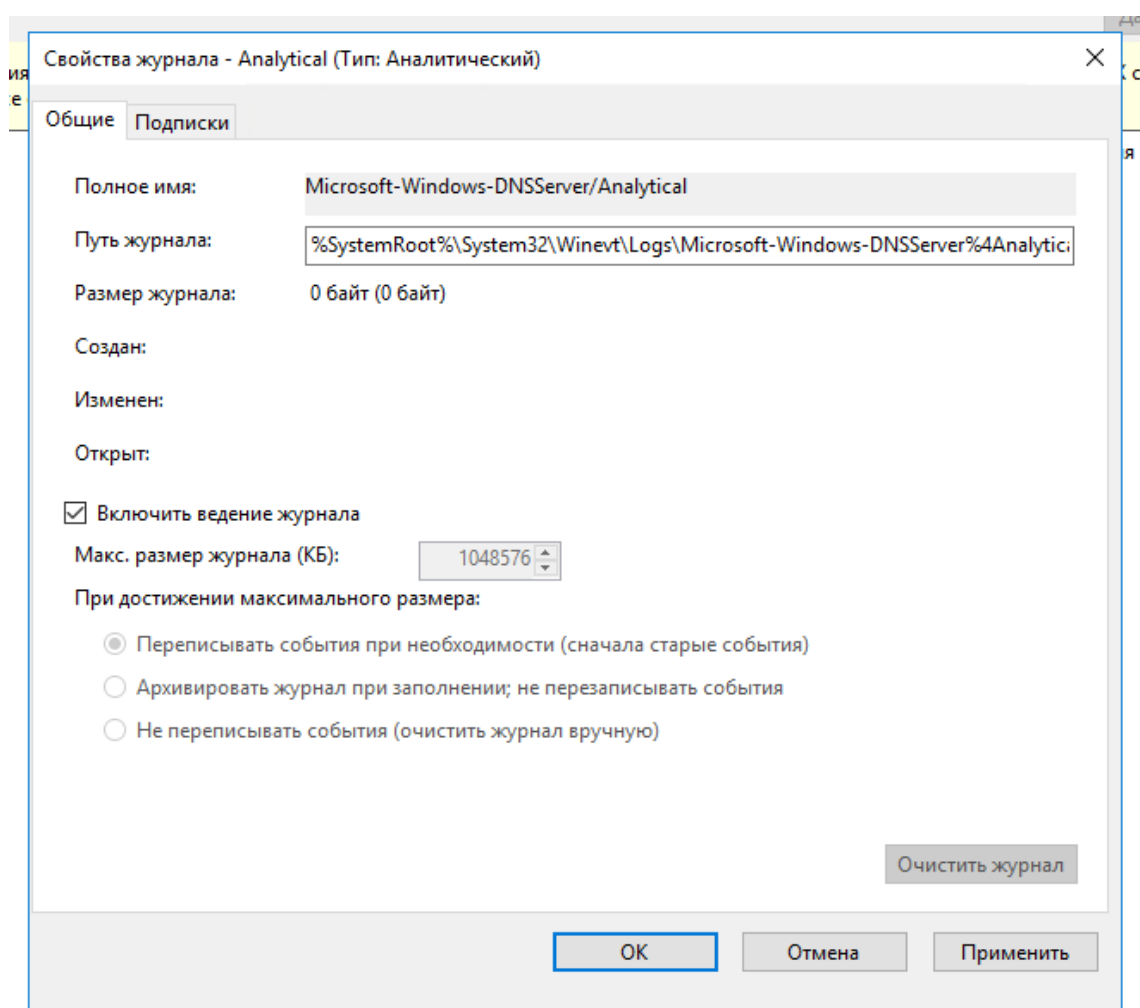 Свойства журнала - Analytical (Тип: Аналитический)
Общие Подписки
Полное имя: Microsoft-Windows-DNSServer/Analytical
Путь журнала: %SystemRoot%\System32\Winevt\Logs\Microsoft-Windows-DNSServer%4Analytic
Размер журнала: 0 байт (0 байт)
Создан:
Изменен:
Открыт:
Включить ведение журнала
Макс. размер журнала (КБ): 1048576
При достижении максимального размера:
Переписывать события при необходимости (сначала старые события)
Архивировать журнал при заполнении; не перезаписывать события
Не переписывать события (очистить журнал вручную)
Очистить журнал
OK Отмена Применить